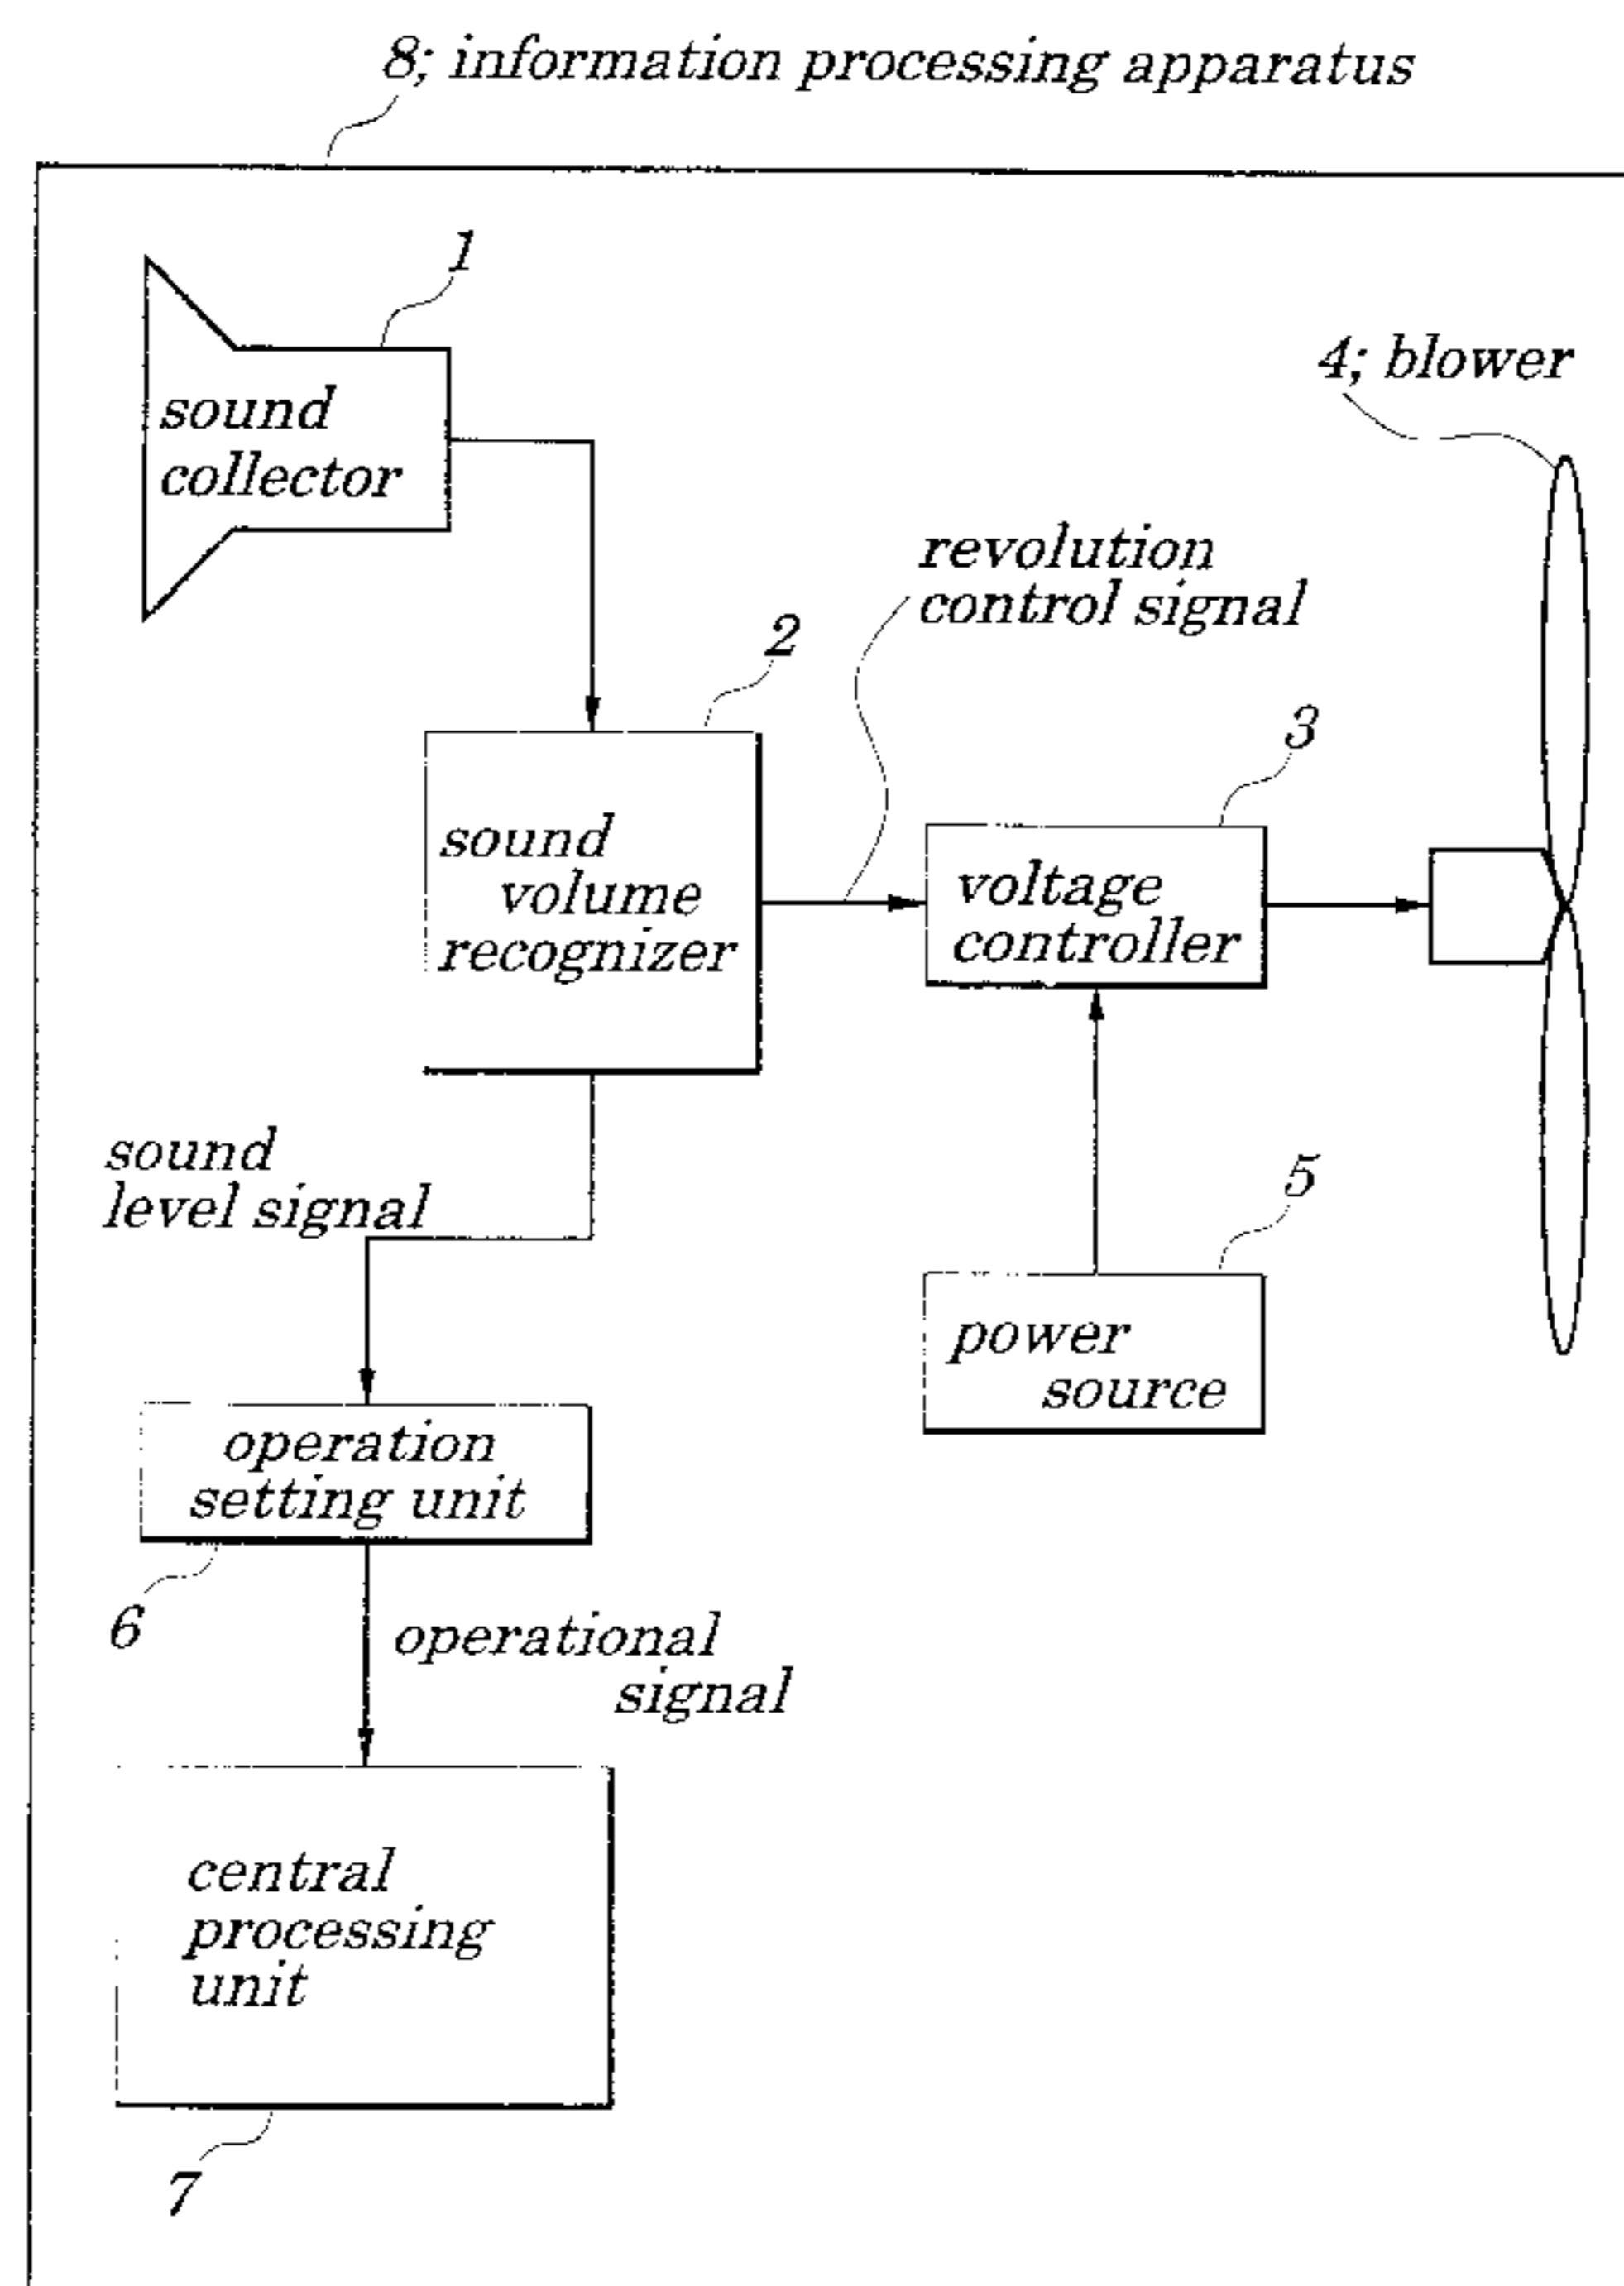 8; information processing apparatus
1
sound
collector
4; blower
revolution
control signal
2
3
sound
volume
recognizer
voltage
controller
sound
level signal
5
power
source
operation
setting unit
6
operational
signal
central
processing
unit
7